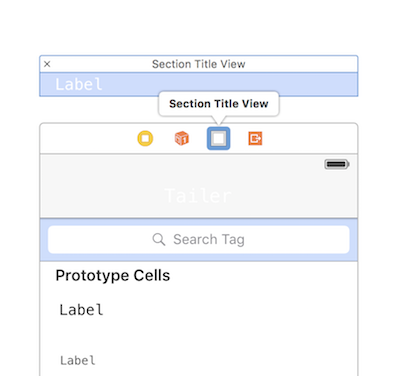 × Section Title View
Label
Section Title View
Tailer
Search Tag
Prototype Cells
Label
Label